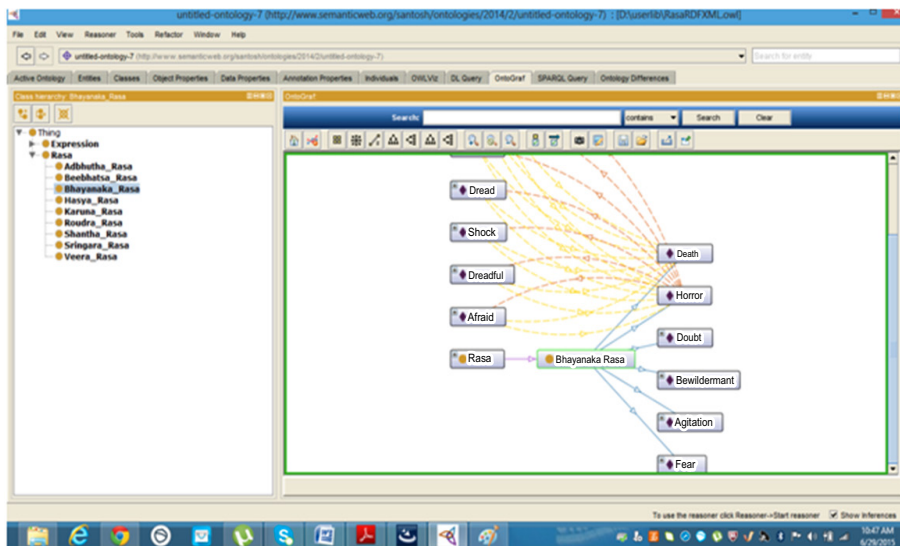 untitled-ontology-7 (http://www.semanticweb.org/santosh/ontologies/2014/2/untitled-ontology-7) : [D:\userlib\RasaRDFXML.owl]
File Edit View Reasoner Tools Refactor Window Help
untitled-ontology-7 (http://www.semanticweb.org/santosh/ontologies/2014/2/untitled-ontology-7)
Search for entity
Active Ontology Entities Classes Object Properties Data Properties Annotation Properties Individuals OWLViz DL Query OntoGraf SPARQL Query Ontology Differences
Class hierarchy: Bhayanaka_Rasa
OntoGraf
Search: contains Search Clear
Thing
Expression
Rasa
Adbhutha_Rasa
Beebhatsa_Rasa
Bhayanaka_Rasa
Hasya_Rasa
Karuna_Rasa
Roudra_Rasa
Shantha_Rasa
Sringara_Rasa
Veera_Rasa
Dread
Shock
Death
Dreadful
Horror
Afraid
Doubt
Rasa
Bhayanaka Rasa
Bewildermant
Agitation
Fear
To use the reasoner click Reasoner->Start reasoner Show Inferences
10:47 AM
6/29/2015